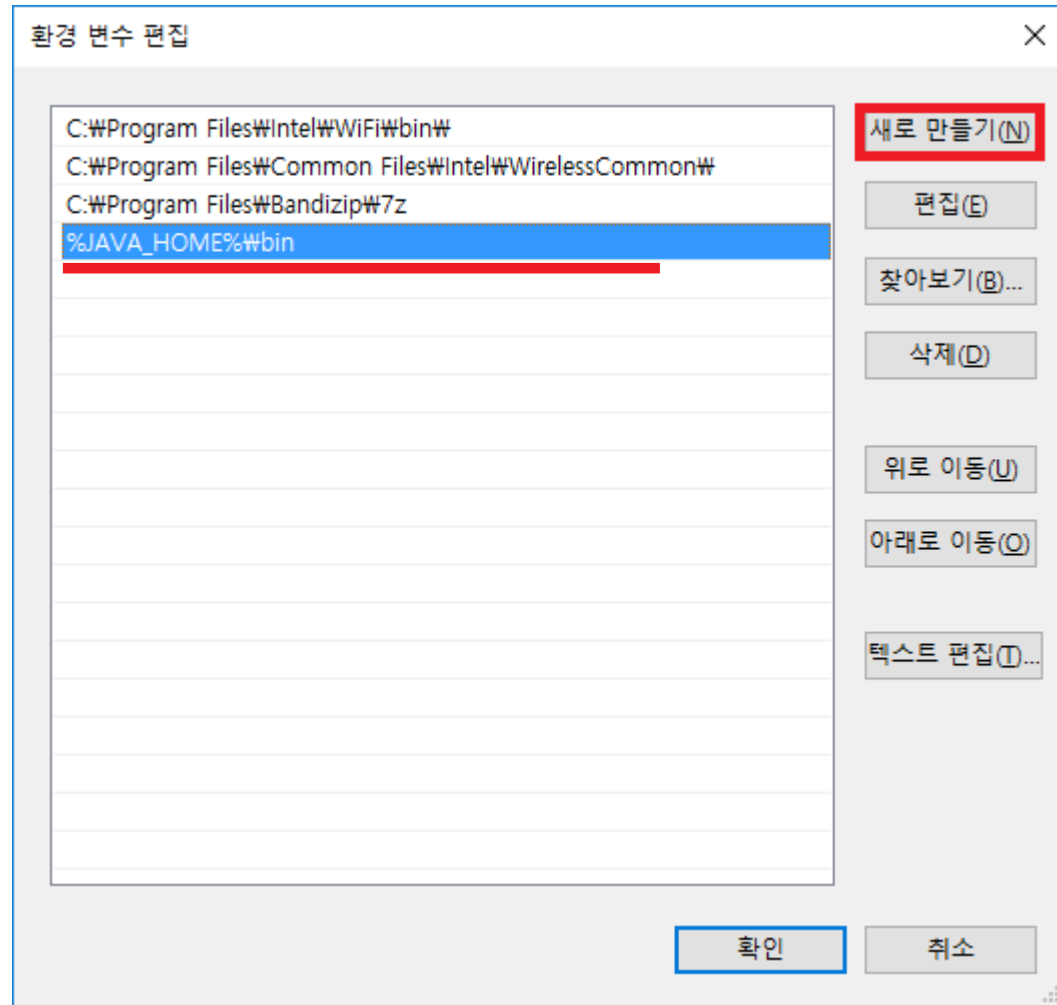 환경 변수 편집
C:₩Program Files₩Intel₩WiFi₩bin₩
C:₩Program Files₩Common Files₩Intel₩WirelessCommon₩
C:₩Program Files₩Bandizip₩7z
%JAVA_HOME%₩bin
새로 만들기(N)
편집(E)
찾아보기(B)...
삭제(D)
위로 이동(U)
아래로 이동(O)
텍스트 편집(T)...
확인
취소